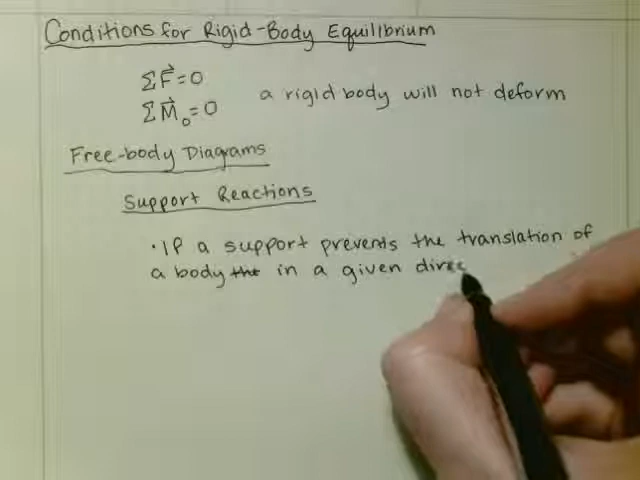 Conditions for Rigid-Body Equilibrium
ΣF⃗=0
ΣM⃗ₒ=0
a rigid body will not deform
Free-body Diagrams
Support Reactions
• If a support prevents the translation of
a body ~~the~~ in a given direc